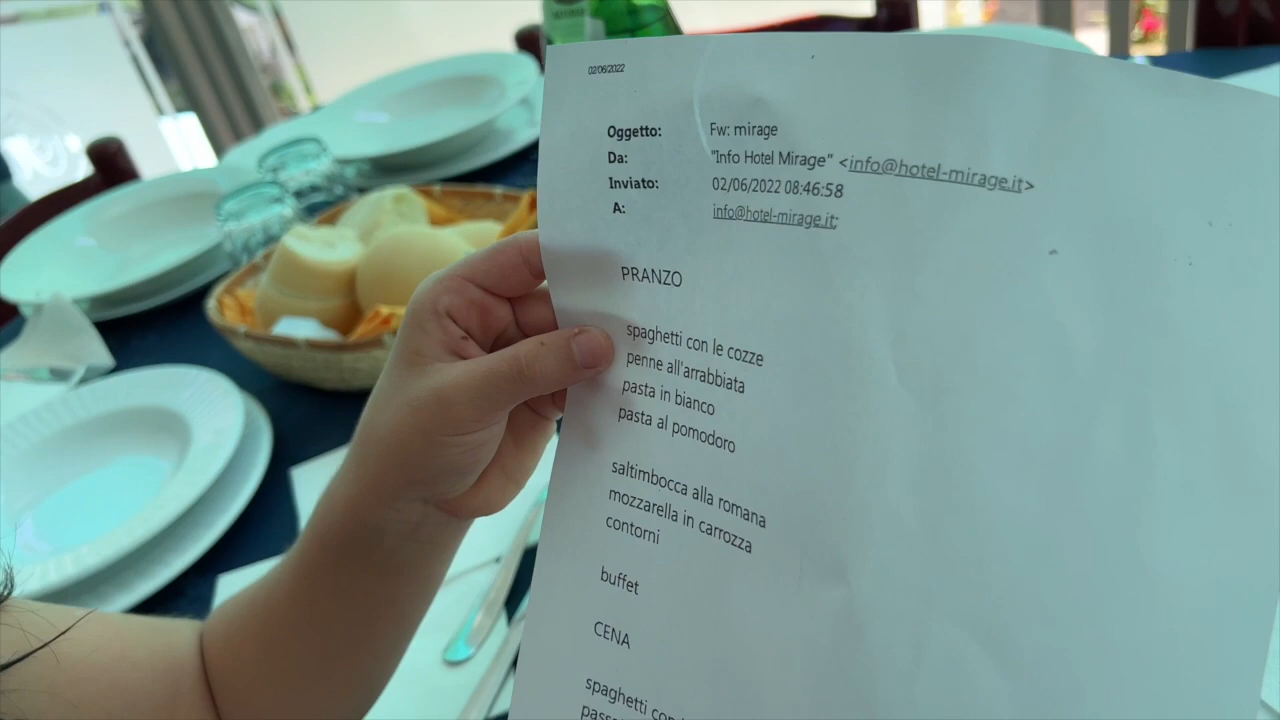 02/06/2022
Oggetto: Fw: mirage
Da: "Info Hotel Mirage" <info@hotel-mirage.it>
Inviato: 02/06/2022 08:46:58
A: info@hotel-mirage.it;
PRANZO
spaghetti con le cozze
penne all'arrabbiata
pasta in bianco
pasta al pomodoro
saltimbocca alla romana
mozzarella in carrozza
contorni
buffet
CENA
spaghetti con